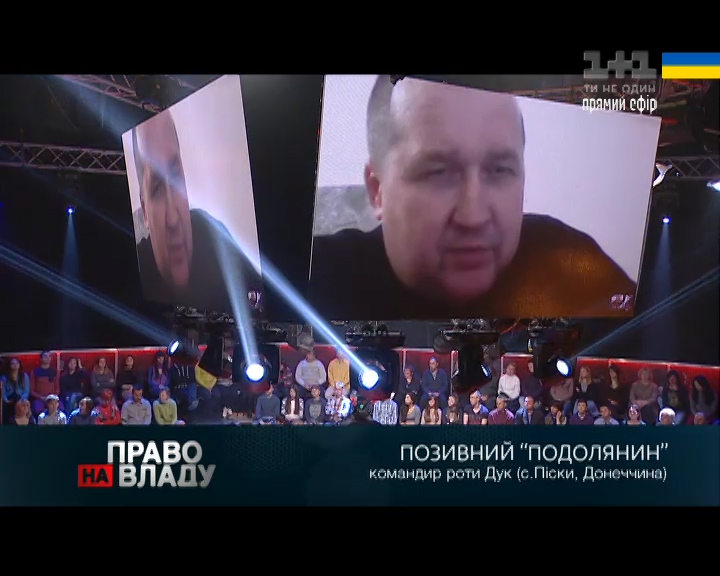 1+1
ТИ НЕ ОДИН
прямий ефір
ПРАВО
НА ВЛАДУ
ПОЗИВНИЙ “ПОДОЛЯНИН”
командир роти Дук (с.Піски, Донеччина)